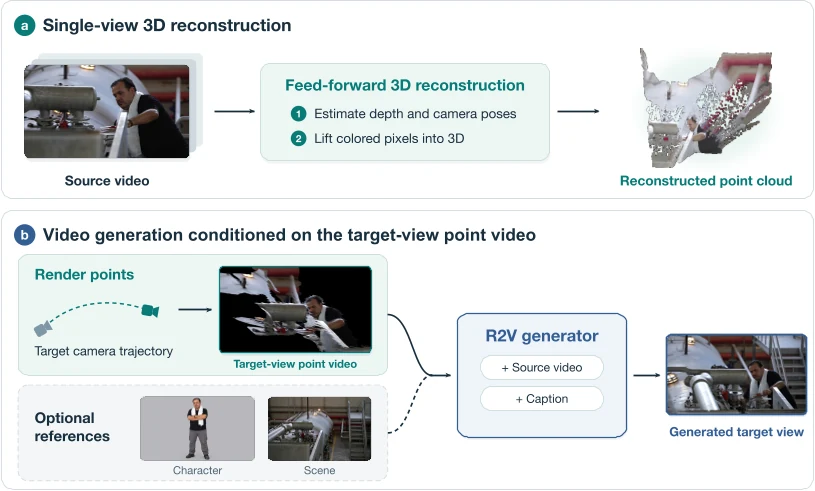 a Single-view 3D reconstruction
Source video
Feed-forward 3D reconstruction
1 Estimate depth and camera poses
2 Lift colored pixels into 3D
Reconstructed point cloud
b Video generation conditioned on the target-view point video
Render points
Target camera trajectory
Target-view point video
Optional
references
Character
Scene
R2V generator
+ Source video
+ Caption
Generated target view